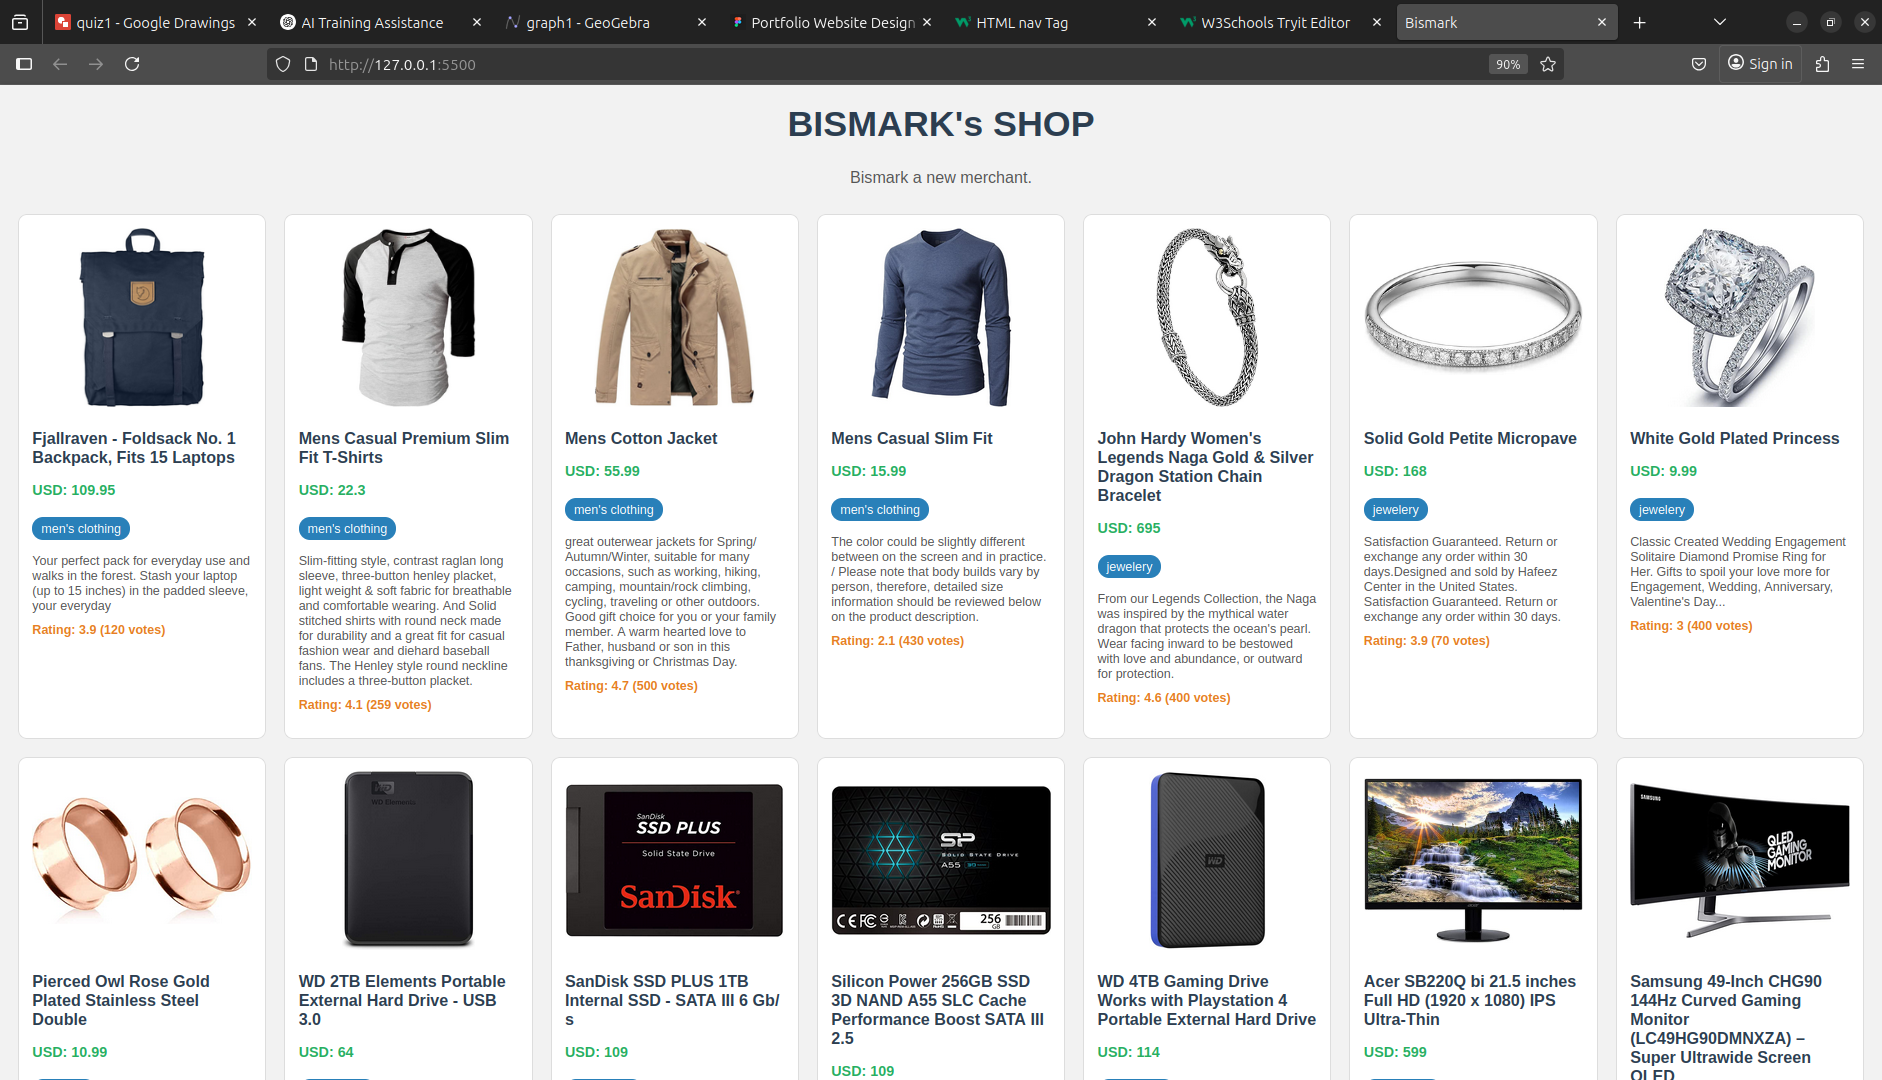 quiz1 - Google Drawings
AI Training Assistance
graph1 - GeoGebra
Portfolio Website Design
HTML nav Tag
W3Schools Tryit Editor
Bismark
http://127.0.0.1:5500
90%
Sign in
BISMARK's SHOP
Bismark a new merchant.
Fjallraven - Foldsack No. 1
Backpack, Fits 15 Laptops
USD: 109.95
men's clothing
Your perfect pack for everyday use and
walks in the forest. Stash your laptop
(up to 15 inches) in the padded sleeve,
your everyday
Rating: 3.9 (120 votes)
Mens Casual Premium Slim
Fit T-Shirts
USD: 22.3
men's clothing
Slim-fitting style, contrast raglan long
sleeve, three-button henley placket,
light weight & soft fabric for breathable
and comfortable wearing. And Solid
stitched shirts with round neck made
for durability and a great fit for casual
fashion wear and diehard baseball
fans. The Henley style round neckline
includes a three-button placket.
Rating: 4.1 (259 votes)
Mens Cotton Jacket
USD: 55.99
men's clothing
great outerwear jackets for Spring/
Autumn/Winter, suitable for many
occasions, such as working, hiking,
camping, mountain/rock climbing,
cycling, traveling or other outdoors.
Good gift choice for you or your family
member. A warm hearted love to
Father, husband or son in this
thanksgiving or Christmas Day.
Rating: 4.7 (500 votes)
Mens Casual Slim Fit
USD: 15.99
men's clothing
The color could be slightly different
between on the screen and in practice.
/ Please note that body builds vary by
person, therefore, detailed size
information should be reviewed below
on the product description.
Rating: 2.1 (430 votes)
John Hardy Women's
Legends Naga Gold & Silver
Dragon Station Chain
Bracelet
USD: 695
jewelery
From our Legends Collection, the Naga
was inspired by the mythical water
dragon that protects the ocean's pearl.
Wear facing inward to be bestowed
with love and abundance, or outward
for protection.
Rating: 4.6 (400 votes)
Solid Gold Petite Micropave
USD: 168
jewelery
Satisfaction Guaranteed. Return or
exchange any order within 30
days.Designed and sold by Hafeez
Center in the United States.
Satisfaction Guaranteed. Return or
exchange any order within 30 days.
Rating: 3.9 (70 votes)
White Gold Plated Princess
USD: 9.99
jewelery
Classic Created Wedding Engagement
Solitaire Diamond Promise Ring for
Her. Gifts to spoil your love more for
Engagement, Wedding, Anniversary,
Valentine's Day...
Rating: 3 (400 votes)
Pierced Owl Rose Gold
Plated Stainless Steel
Double
USD: 10.99
WD
WD Elements
WD 2TB Elements Portable
External Hard Drive - USB
3.0
USD: 64
SanDisk
SSD PLUS
Solid State Drive
SanDisk
SanDisk SSD PLUS 1TB
Internal SSD - SATA III 6 Gb/
s
USD: 109
SP
SOLID STATE DRIVE
A55
256
GB
Silicon Power 256GB SSD
3D NAND A55 SLC Cache
Performance Boost SATA III
2.5
USD: 109
WD
WD 4TB Gaming Drive
Works with Playstation 4
Portable External Hard Drive
USD: 114
acer
Acer SB220Q bi 21.5 inches
Full HD (1920 x 1080) IPS
Ultra-Thin
USD: 599
SAMSUNG
QLED
GAMING
MONITOR
Samsung 49-Inch CHG90
144Hz Curved Gaming
Monitor
(LC49HG90DMNXZA) –
Super Ultrawide Screen
QLED